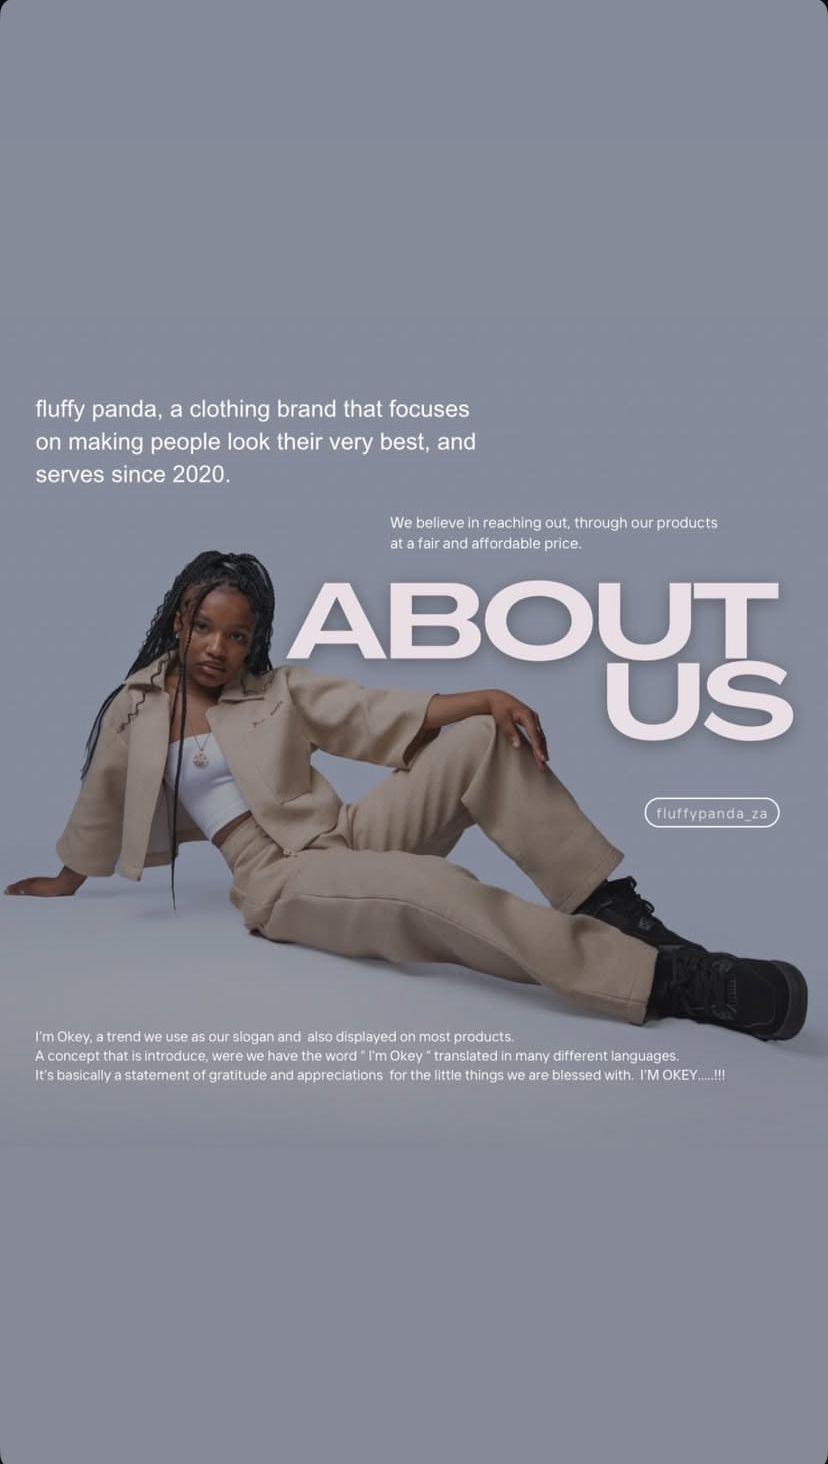 fluffy panda, a clothing brand that focuses
on making people look their very best, and
serves since 2020.
We believe in reaching out, through our products
at a fair and affordable price.
ABOUT
US
fluffypanda_za
I'm Okey, a trend we use as our slogan and also displayed on most products.
A concept that is introduce, were we have the word " I'm Okey " translated in many different languages.
It's basically a statement of gratitude and appreciations for the little things we are blessed with. I'M OKEY.....!!!